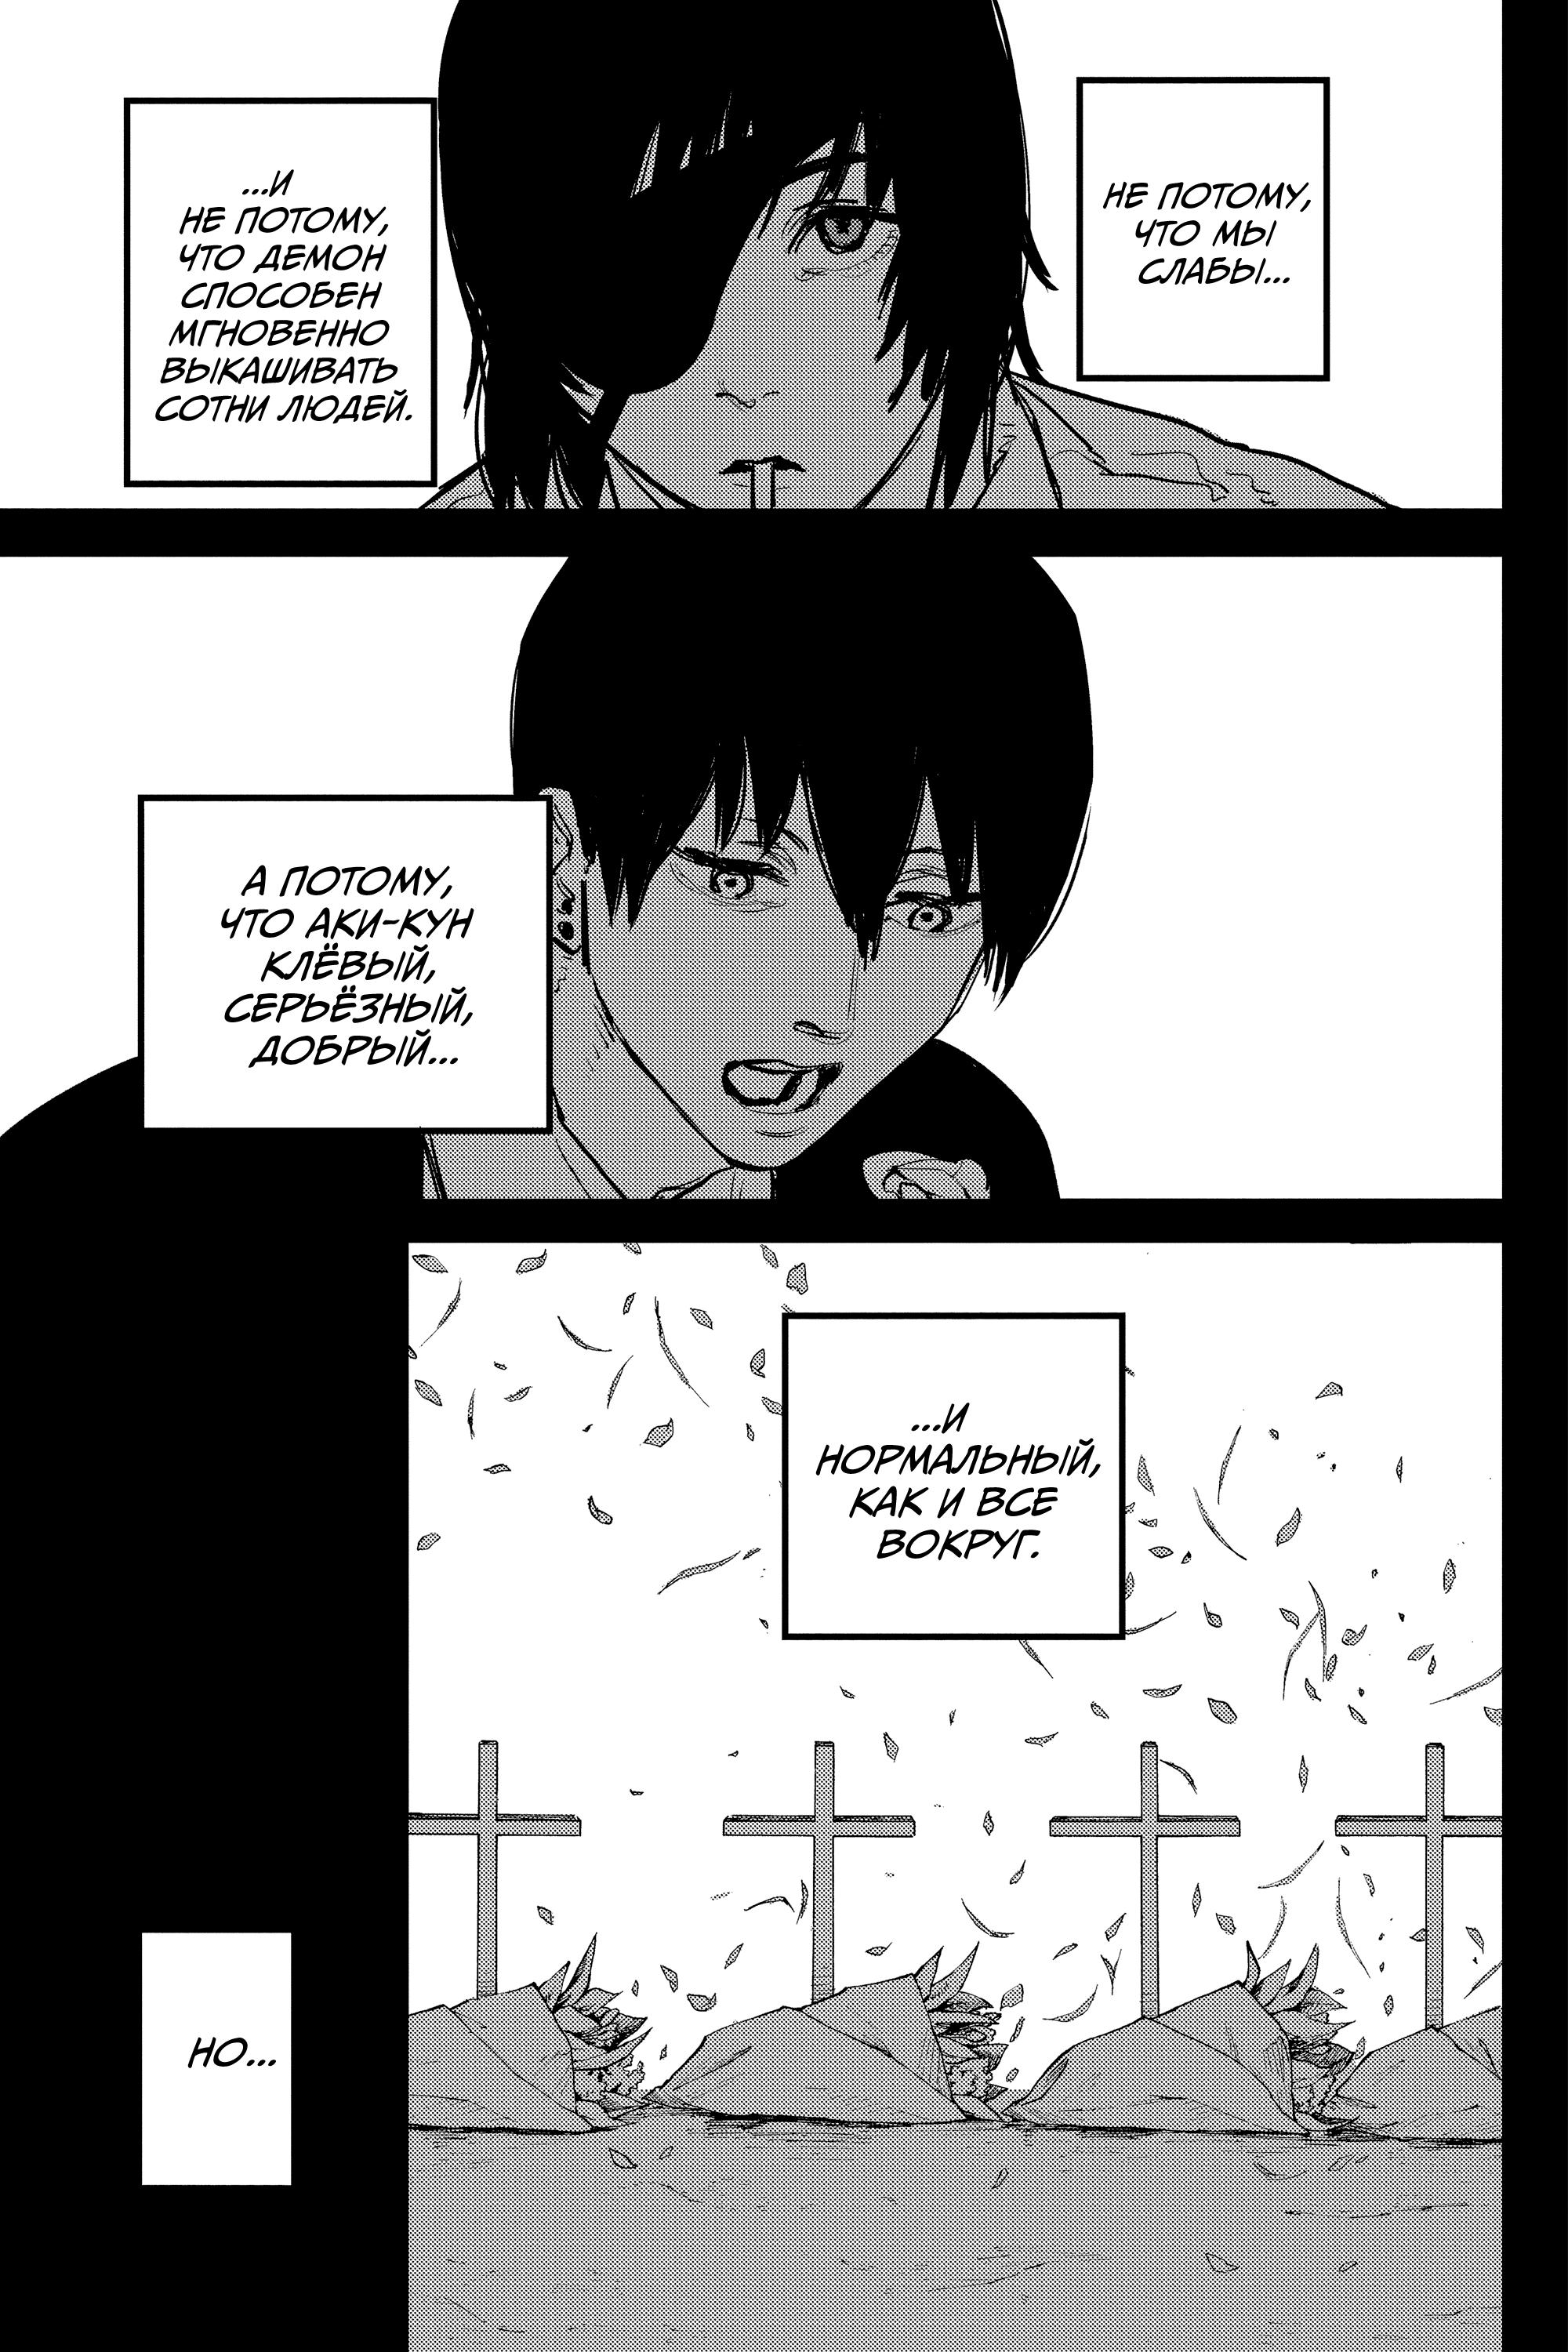 НЕ ПОТОМУ,
ЧТО МЫ
СЛАБЫ...
...И
НЕ ПОТОМУ,
ЧТО ДЕМОН
СПОСОБЕН
МГНОВЕННО
ВЫКАШИВАТЬ
СОТНИ ЛЮДЕЙ.
А ПОТОМУ,
ЧТО АКИ-КУН
КЛЁВЫЙ,
СЕРЬЁЗНЫЙ,
ДОБРЫЙ...
...И
НОРМАЛЬНЫЙ,
КАК И ВСЕ
ВОКРУГ.
НО...